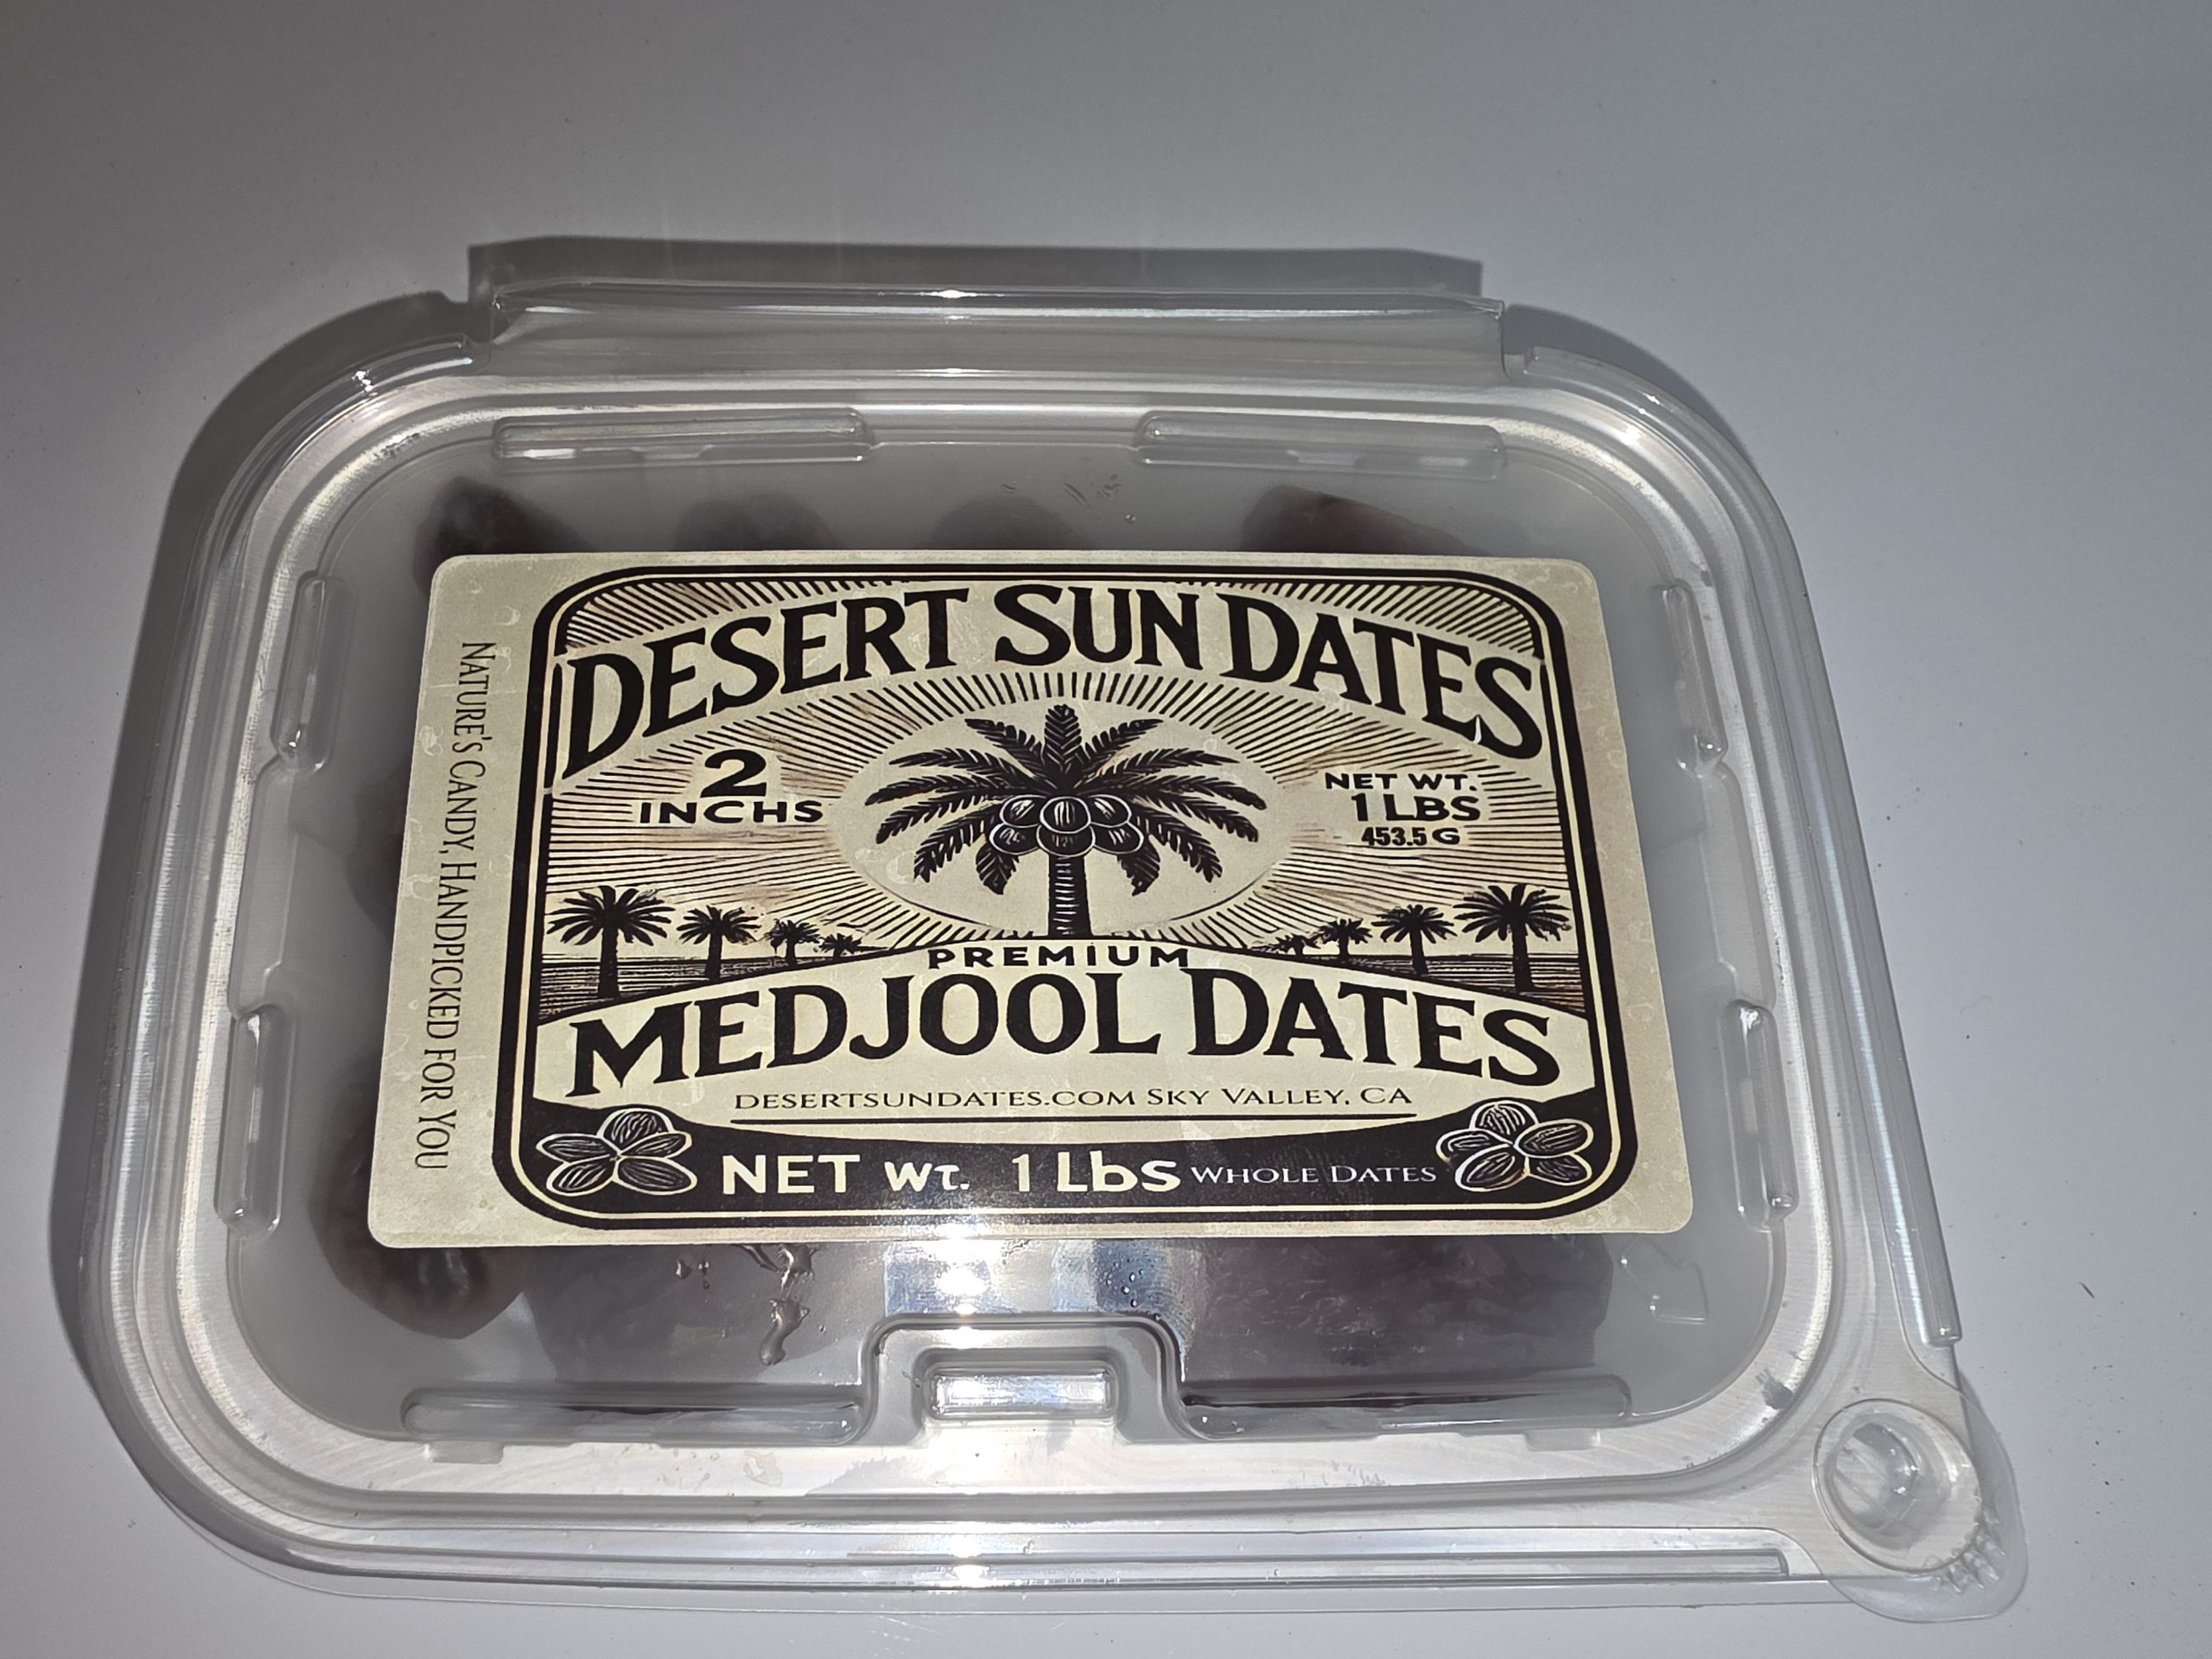 DESERT SUN DATES
2
INCHS
NET WT.
1 LBS
453.5 G
PREMIUM
MEDJOOL DATES
DESERTSUNDATES.COM SKY VALLEY, CA
NET Wt. 1 Lbs WHOLE DATES
NATURE'S CANDY, HANDPICKED FOR YOU